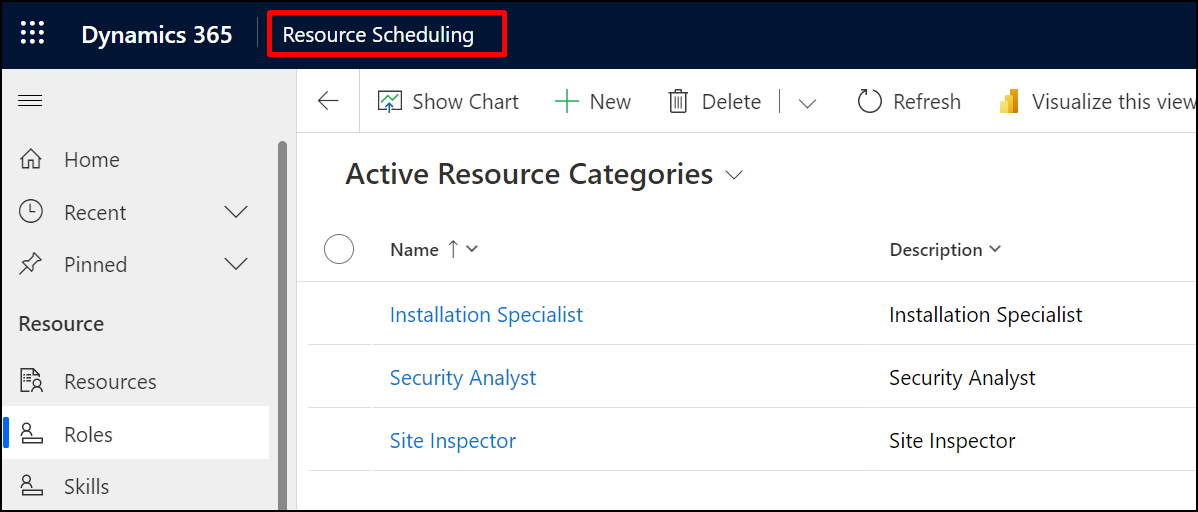 Dynamics 365 Resource Scheduling
Show Chart New Delete Refresh Visualize this view
Home
Recent
Pinned
Resource
Resources
Roles
Skills
Active Resource Categories
Name Description
Installation Specialist Installation Specialist
Security Analyst Security Analyst
Site Inspector Site Inspector